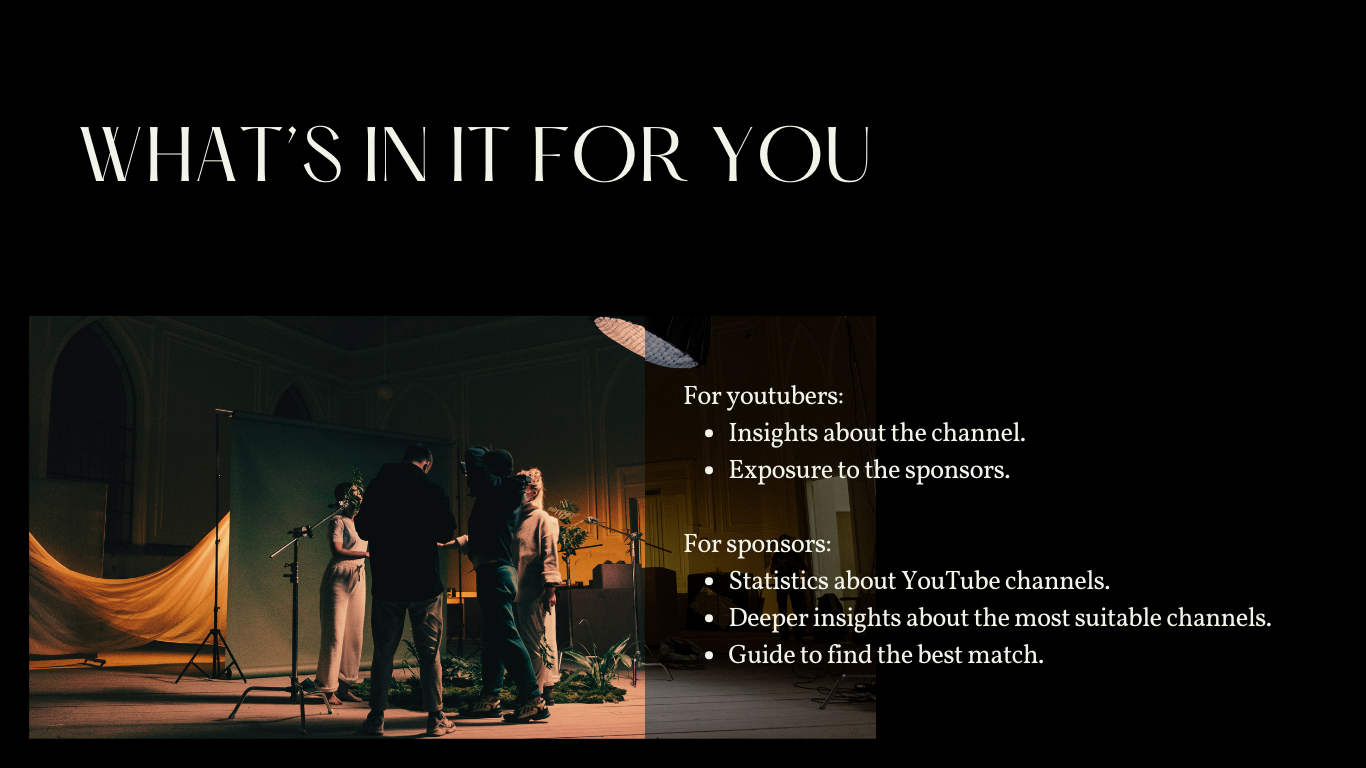 WHAT'S IN IT FOR YOU
For youtubers:
• Insights about the channel.
• Exposure to the sponsors.
For sponsors:
• Statistics about YouTube channels.
• Deeper insights about the most suitable channels.
• Guide to find the best match.